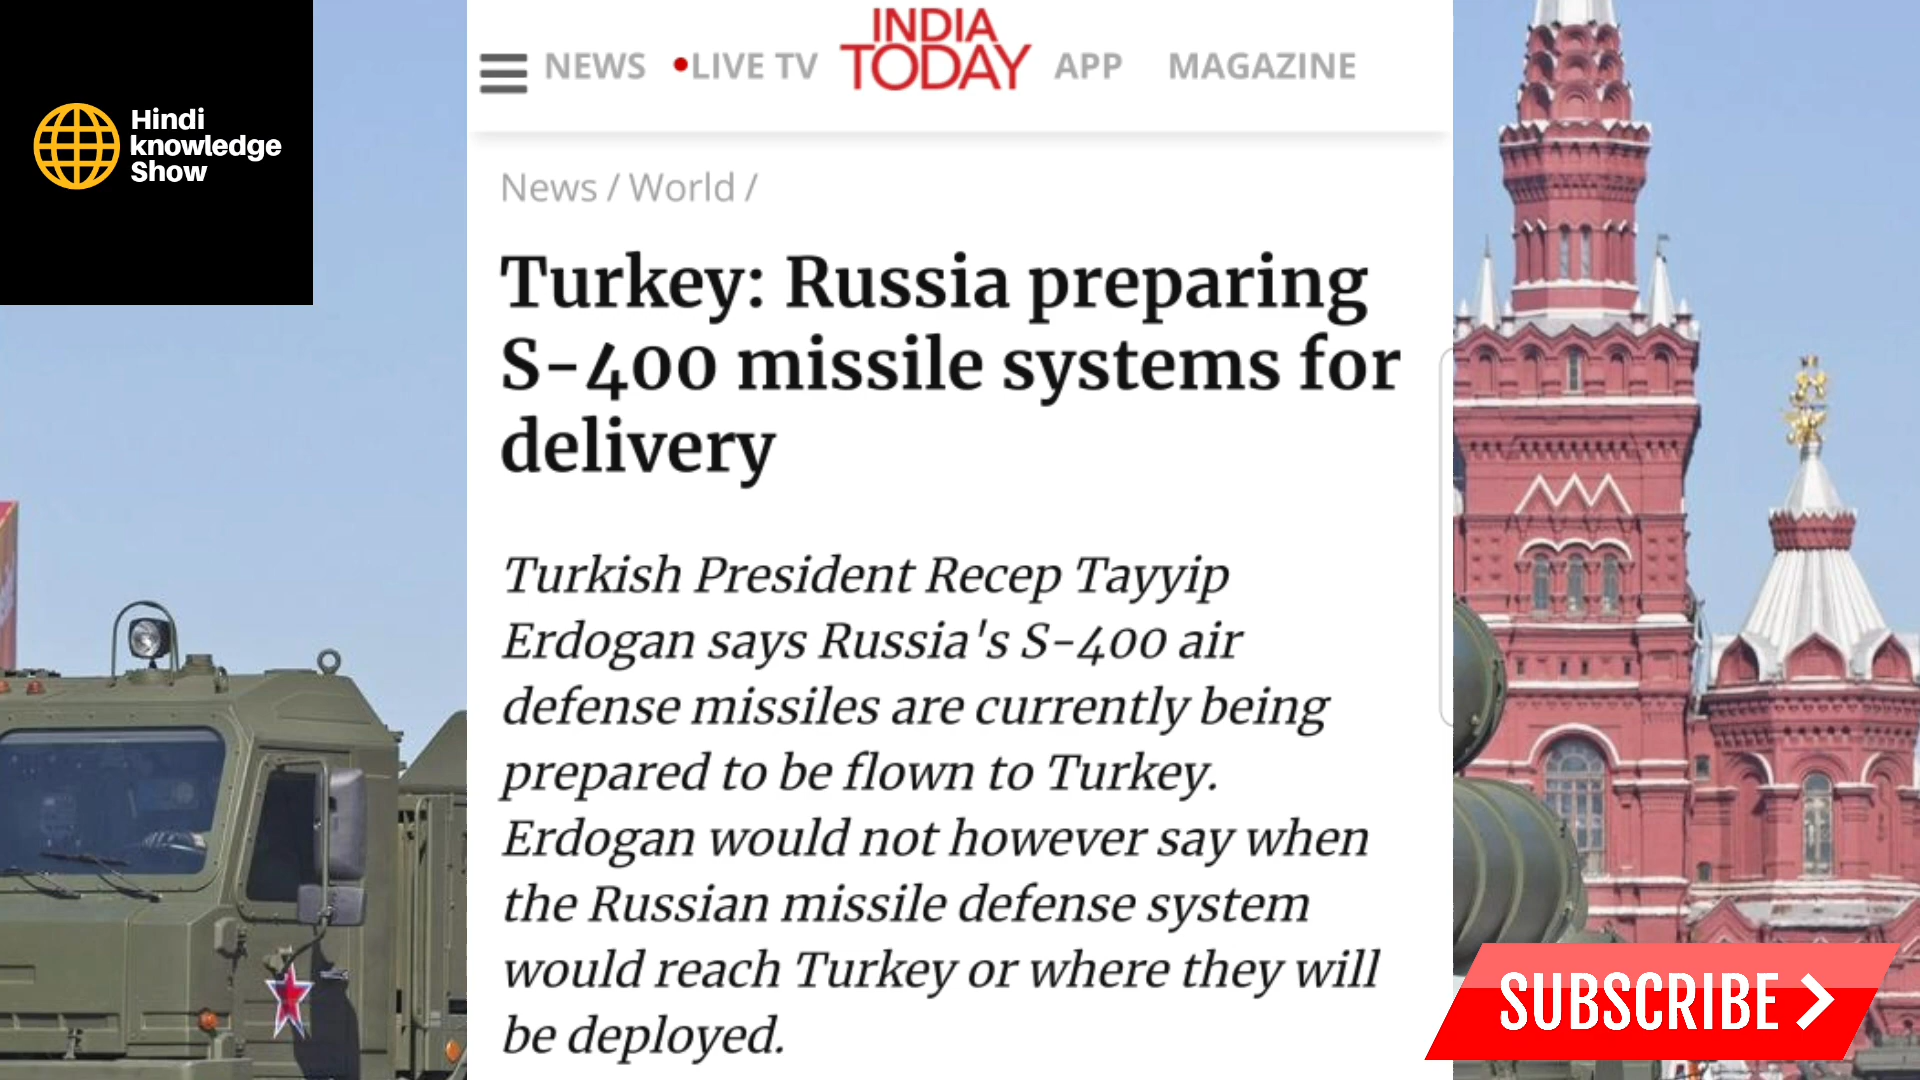 Hindi
knowledge
Show
NEWS
LIVE TV
INDIA
TODAY
APP
MAGAZINE
News / World /
Turkey: Russia preparing
S-400 missile systems for
delivery
Turkish President Recep Tayyip
Erdogan says Russia's S-400 air
defense missiles are currently being
prepared to be flown to Turkey.
Erdogan would not however say when
the Russian missile defense system
would reach Turkey or where they will
be deployed.
SUBSCRIBE